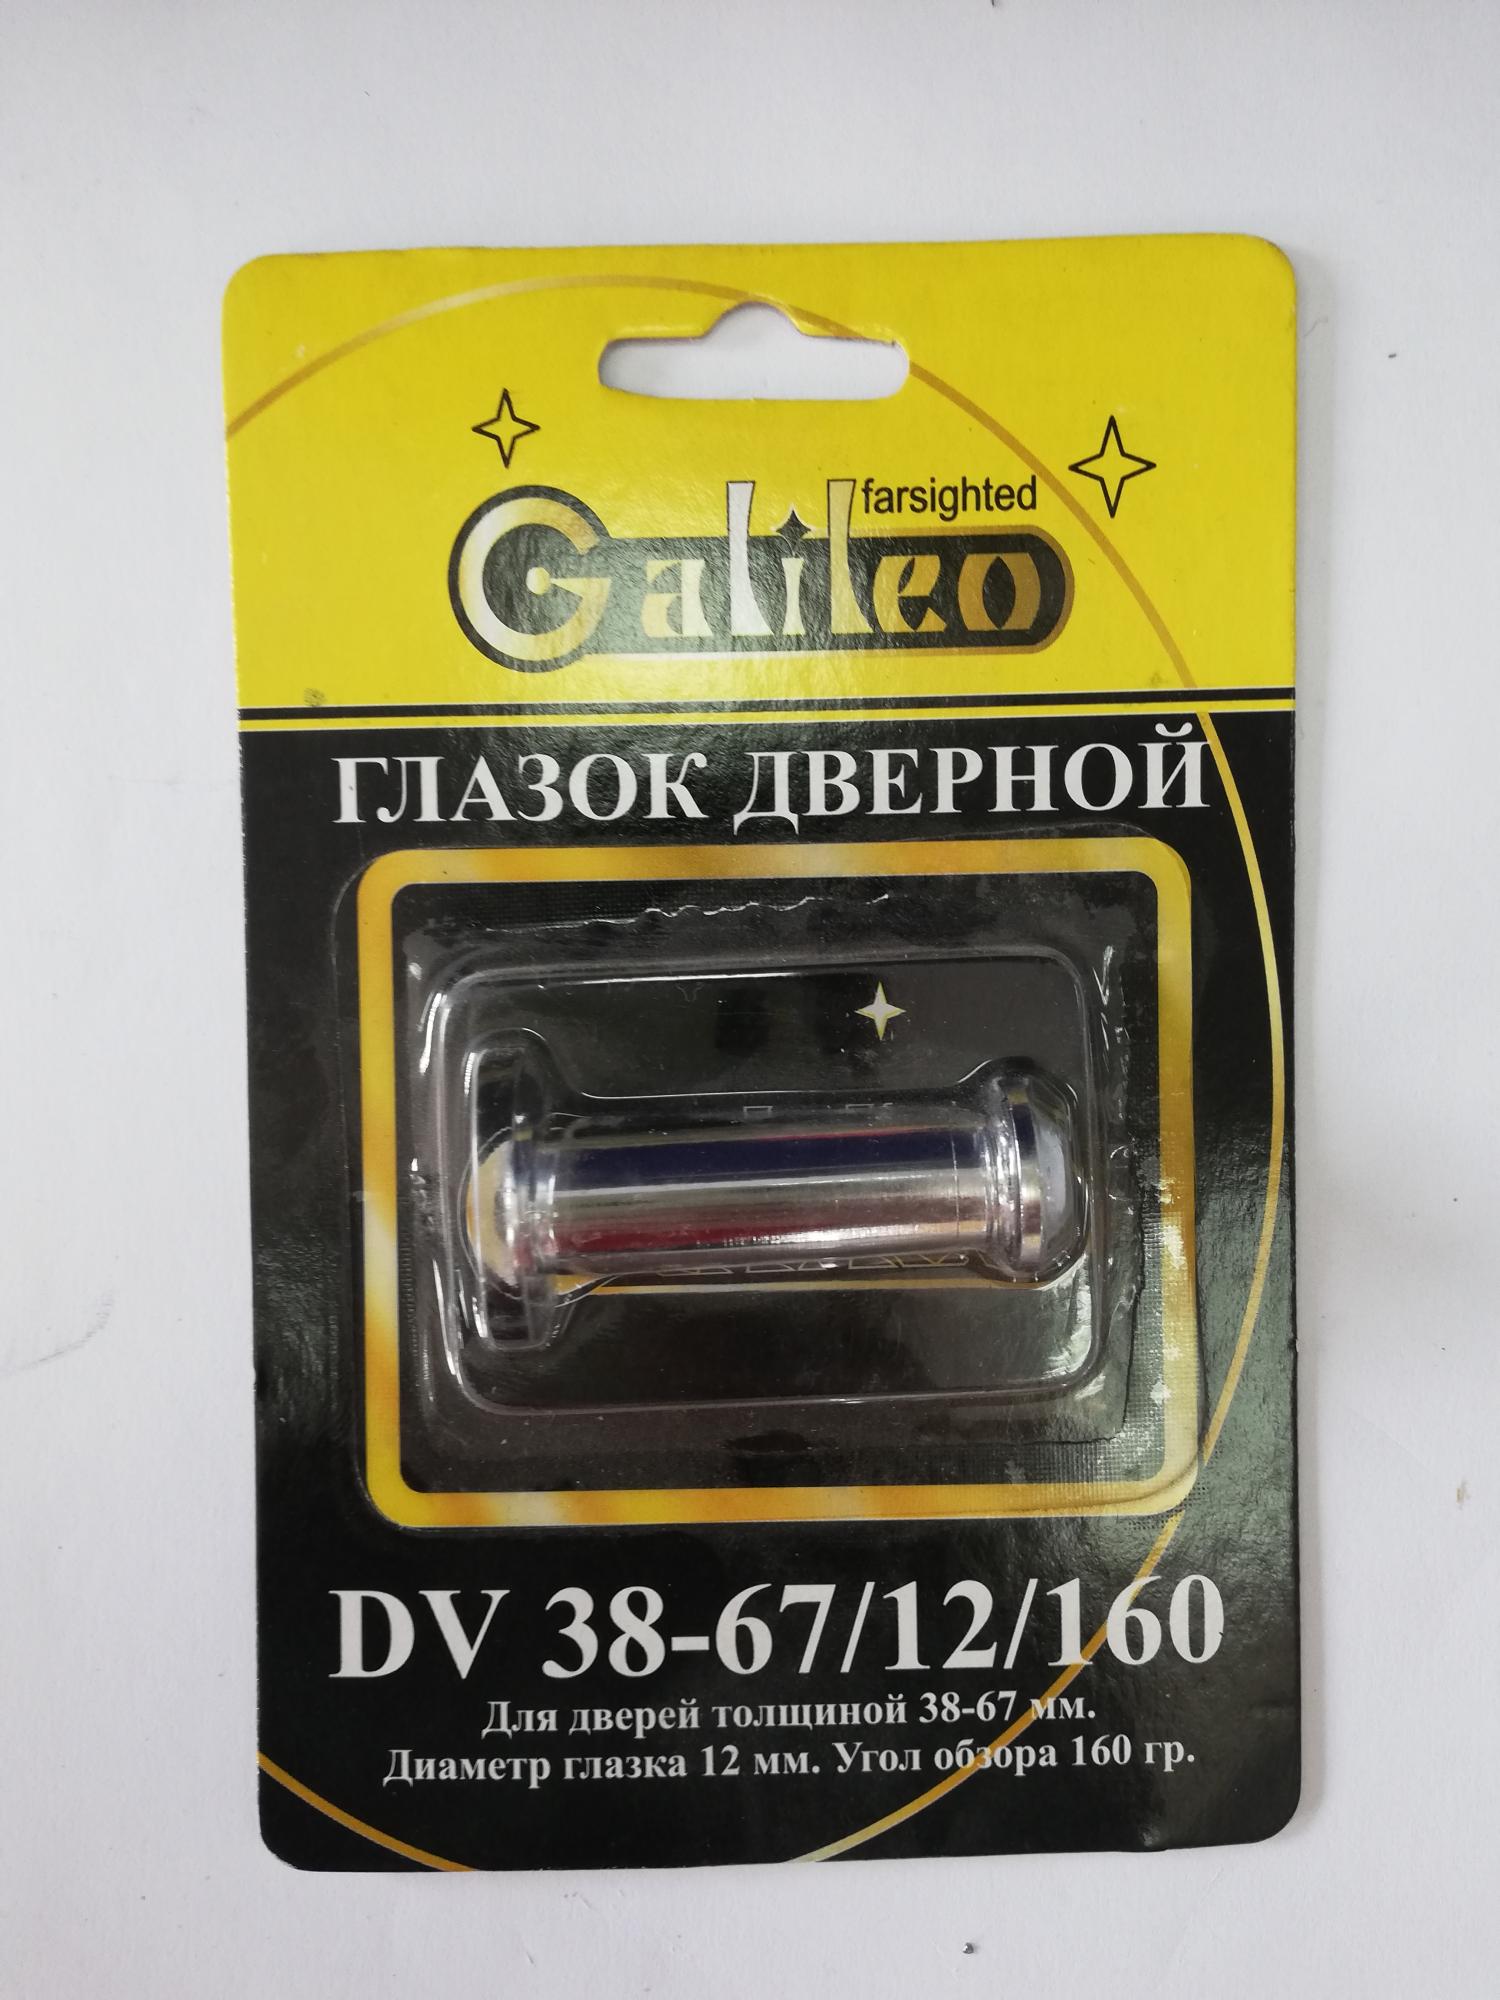 farsighted
Galileo
ГЛАЗОК ДВЕРНОЙ
DV 38-67/12/160
Для дверей толщиной 38-67 мм.
Диаметр глазка 12 мм. Угол обзора 160 гр.